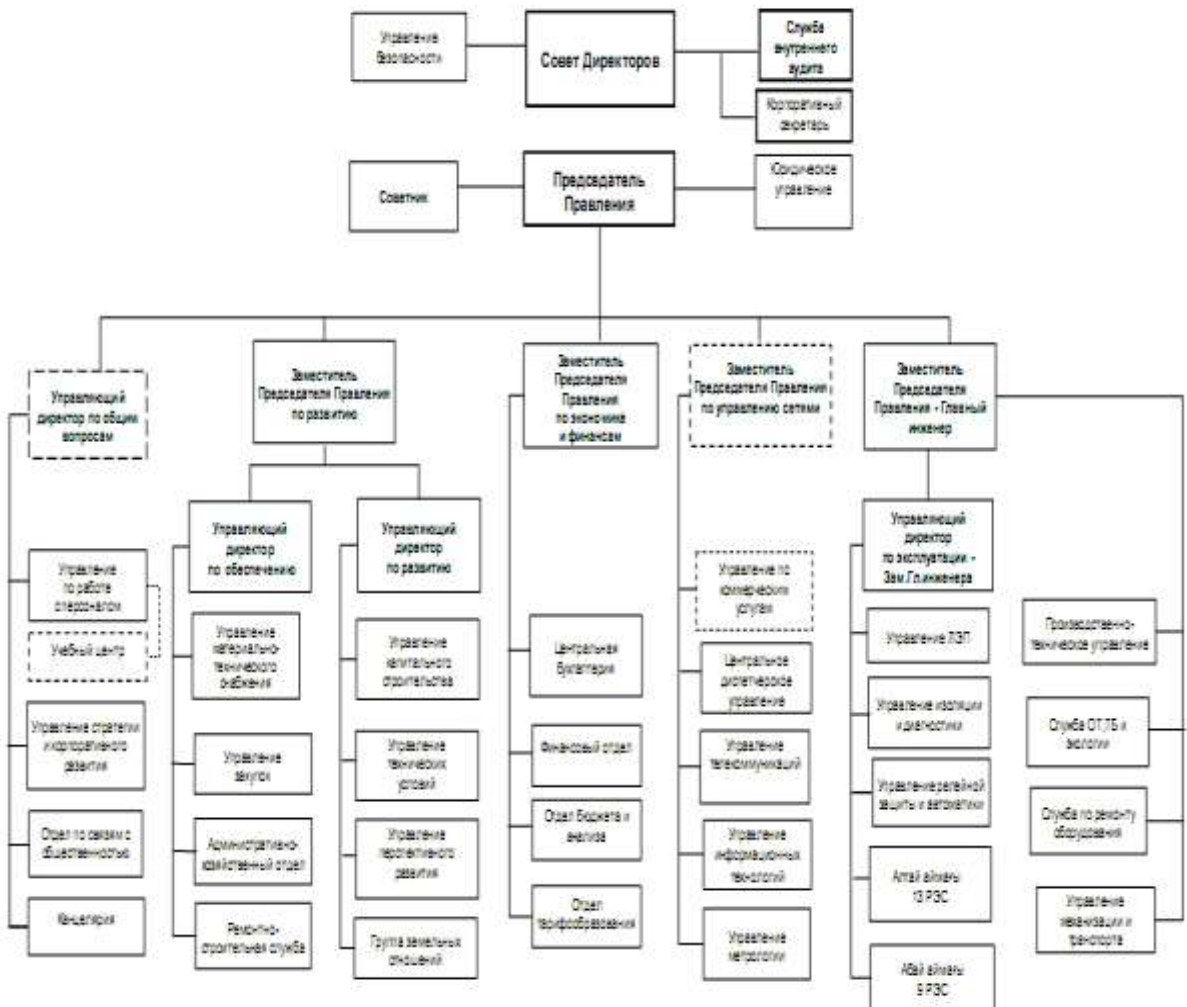 Управление
безопасности
Совет Директоров
Служба
внутреннего
аудита
Корпоративный
секретарь
Советник
Председатель
Правления
Юридическое
управление
Управляющий
директор по общим
вопросам
Заместитель
Председателя Правления
по развитию
Заместитель
Председателя
Правления
по экономике
и финансам
Заместитель
Председателя Правления
по управлению сетями
Заместитель
Председателя
Правления - Главный
инженер
Управляющий
директор
по обеспечению
Управляющий
директор
по развитию
Управляющий
директор
по эксплуатации -
Зам.Гл.инженера
Управление
по работе
с персоналом
Учебный центр
Управление стратегии
и корпоративного
развития
Отдел по связям с
общественностью
Канцелярия
Управление
материально-
технического
снабжения
Управление
закупок
Административно-
хозяйственный отдел
Ремонтно-
строительная служба
Управление
капитального
строительства
Управление
технических
условий
Управление
перспективного
развития
Группа земельных
отношений
Центральная
бухгалтерия
Финансовый отдел
Отдел бюджета и
анализа
Отдел
тарифообразования
Управление по
коммерческим
услугам
Центральное
диспетчерское
управление
Управление
телекоммуникаций
Управление
информационных
технологий
Управление
метрологии
Управление ЛЭП
Управление изоляции
и диагностики
Управление релейной
защиты и автоматики
Алтай аймағы
13 РЭС
Абай аймағы
9 РЭС
Производственно-
техническое управление
Служба ОТ,ТБ и
экологии
Служба по ремонту
оборудования
Управление
механизации и
транспорта